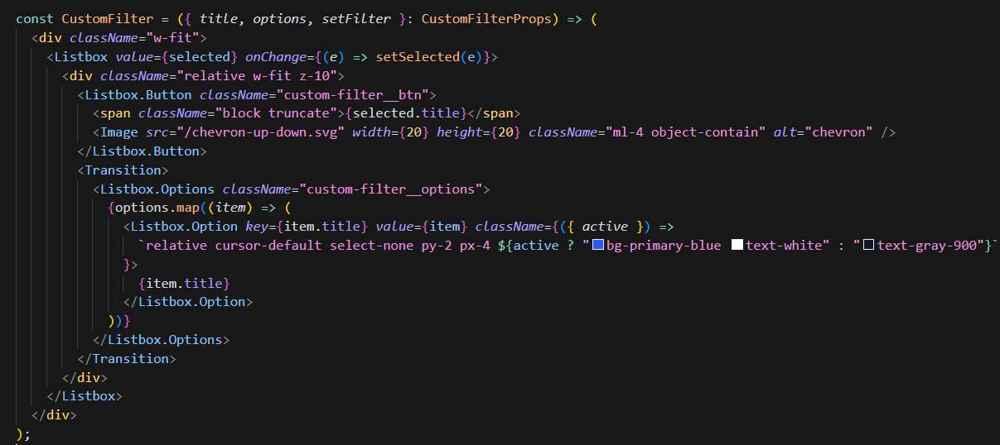 const CustomFilter = ({ title, options, setFilter }: CustomFilterProps) => (
  <div className="w-fit">
    <Listbox value={selected} onChange={(e) => setSelected(e)}>
      <div className="relative w-fit z-10">
        <Listbox.Button className="custom-filter__btn">
          <span className="block truncate">{selected.title}</span>
          <Image src="/chevron-up-down.svg" width={20} height={20} className="ml-4 object-contain" alt="chevron" />
        </Listbox.Button>
        <Transition>
          <Listbox.Options className="custom-filter__options">
            {options.map((item) => (
              <Listbox.Option key={item.title} value={item} className={({ active }) =>
                `relative cursor-default select-none py-2 px-4 ${active ? "bg-primary-blue text-white" : "text-gray-900"}`
              }>
                {item.title}
              </Listbox.Option>
            ))}
          </Listbox.Options>
        </Transition>
      </div>
    </Listbox>
  </div>
);